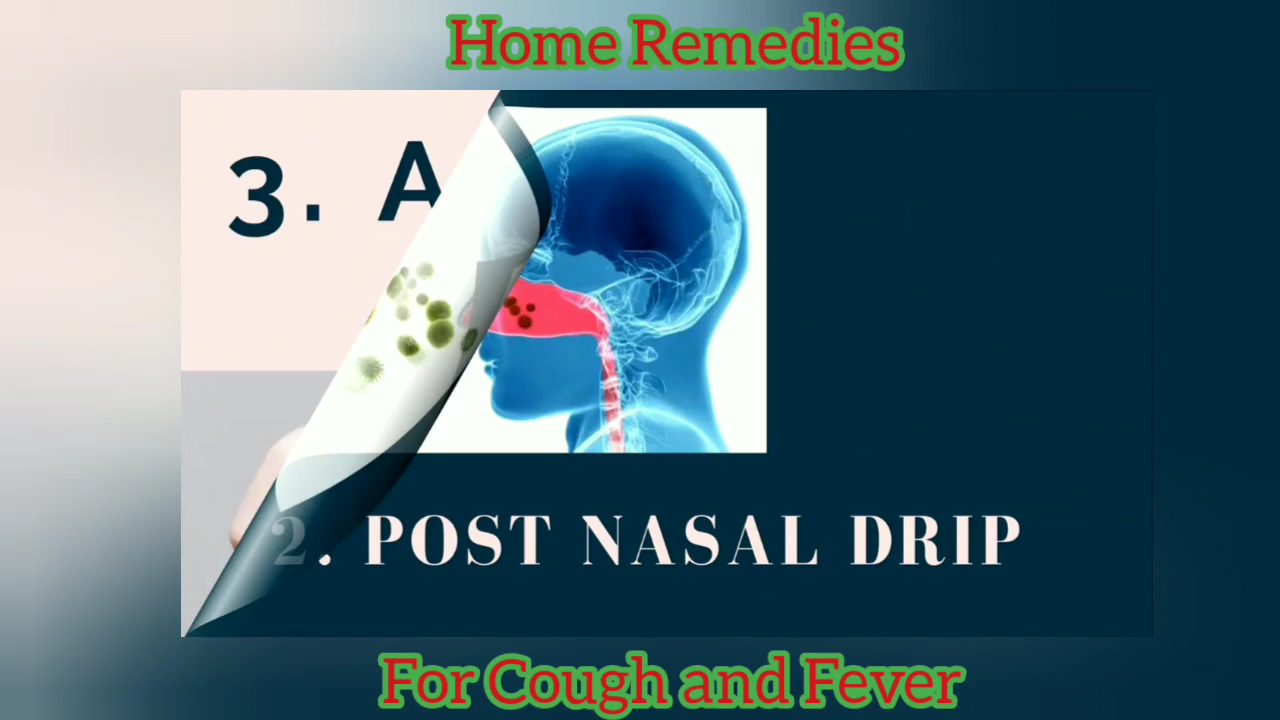 Home Remedies
3. A
2. POST NASAL DRIP
For Cough and Fever